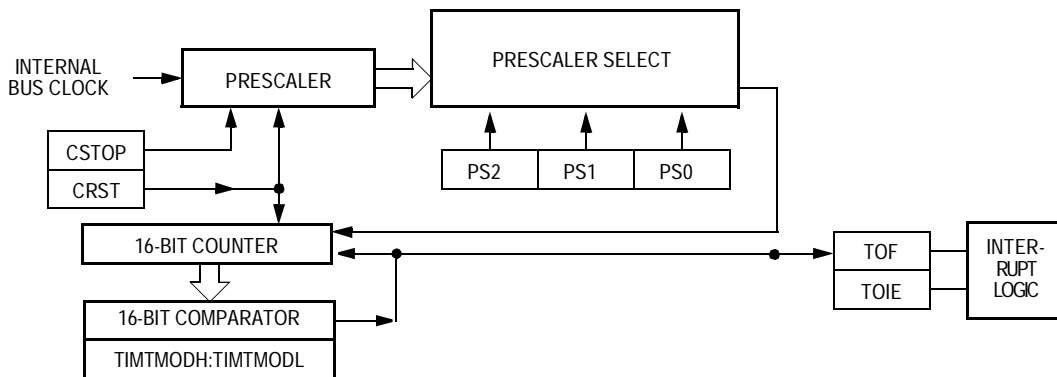 INTERNAL
BUS CLOCK
PRESCALER
PRESCALER SELECT
CSTOP
CRST
PS2
PS1
PS0
16-BIT COUNTER
16-BIT COMPARATOR
TIMTMODH:TIMTMODL
TOF
TOIE
INTER-
RUPT
LOGIC